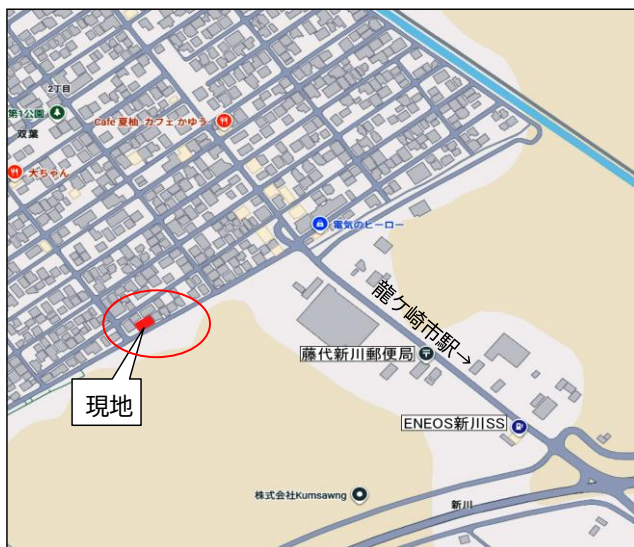 2丁目
第1公園
双葉
Cafe 夏柚 カフェ かゆう
大ちゃん
電気のヒーロー
龍ケ崎市駅→
藤代新川郵便局
現地
ENEOS新川SS
株式会社Kumsawng
新川